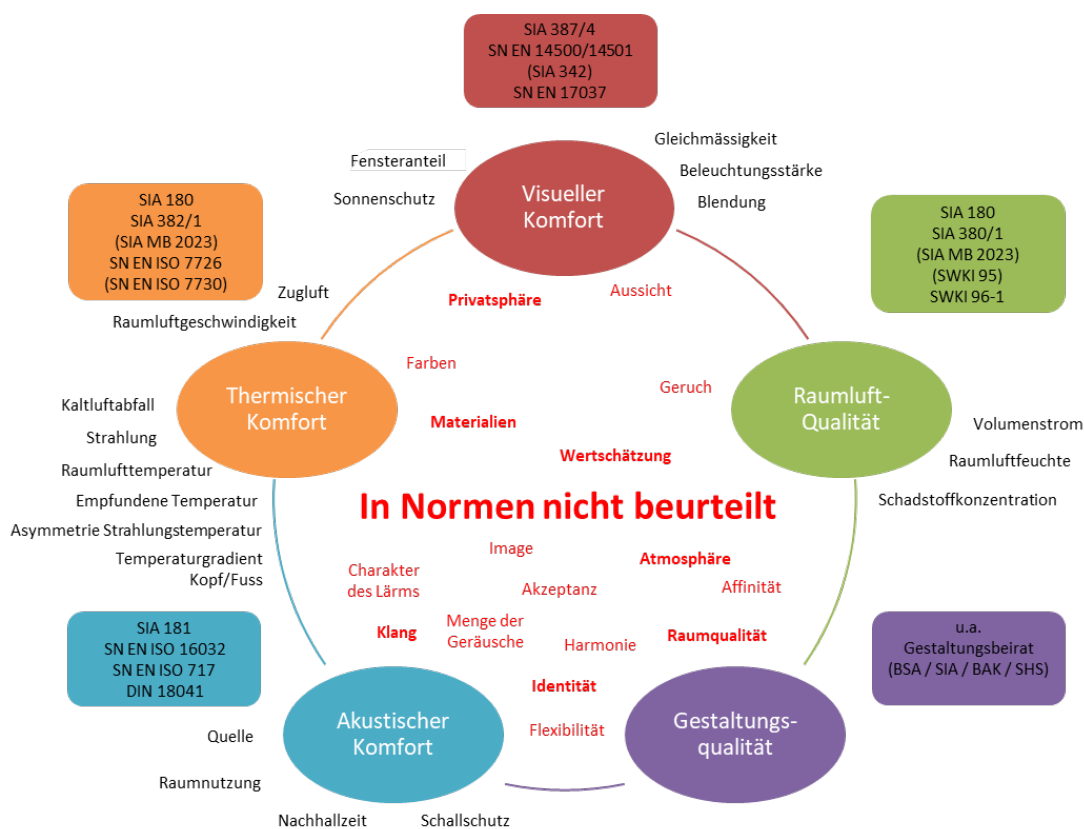 SIA 387/4
SN EN 14500/14501
(SIA 342)
SN EN 17037
Fensteranteil
Sonnenschutz
Visueller
Komfort
Gleichmässigkeit
Beleuchtungsstärke
Blendung
SIA 180
SIA 382/1
(SIA MB 2023)
SN EN ISO 7726
(SN EN ISO 7730)
SIA 180
SIA 380/1
(SIA MB 2023)
(SWKI 95)
SWKI 96-1
Zugluft
Raumluftgeschwindigkeit
Privatsphäre
Aussicht
Farben
Geruch
Materialien
Wertschätzung
Thermischer
Komfort
Raumluft-
Qualität
Kaltluftabfall
Strahlung
Raumlufttemperatur
Empfundene Temperatur
Asymmetrie Strahlungstemperatur
Temperaturgradient
Kopf/Fuss
Volumenstrom
Raumluftfeuchte
Schadstoffkonzentration
In Normen nicht beurteilt
Image
Atmosphäre
Charakter
des Lärms
Akzeptanz
Affinität
Klang
Menge der
Geräusche
Harmonie
Raumqualität
Identität
Flexibilität
SIA 181
SN EN ISO 16032
SN EN ISO 717
DIN 18041
u.a.
Gestaltungsbeirat
(BSA / SIA / BAK / SHS)
Akustischer
Komfort
Gestaltungs-
qualität
Quelle
Raumnutzung
Nachhallzeit
Schallschutz